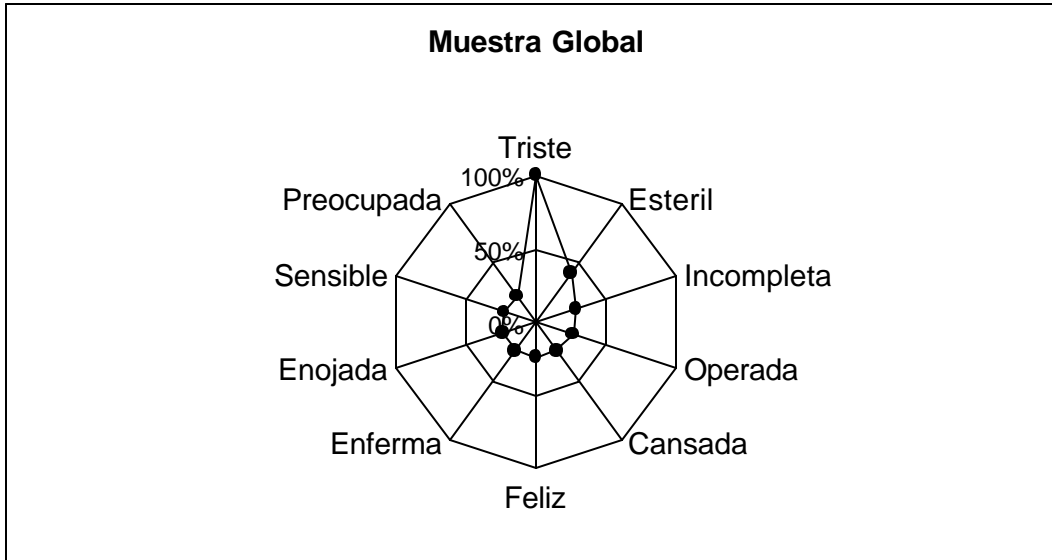 Muestra Global
Triste
100%
Preocupada
Esteril
50%
Sensible
Incompleta
0%
Enojada
Operada
Enferma
Cansada
Feliz